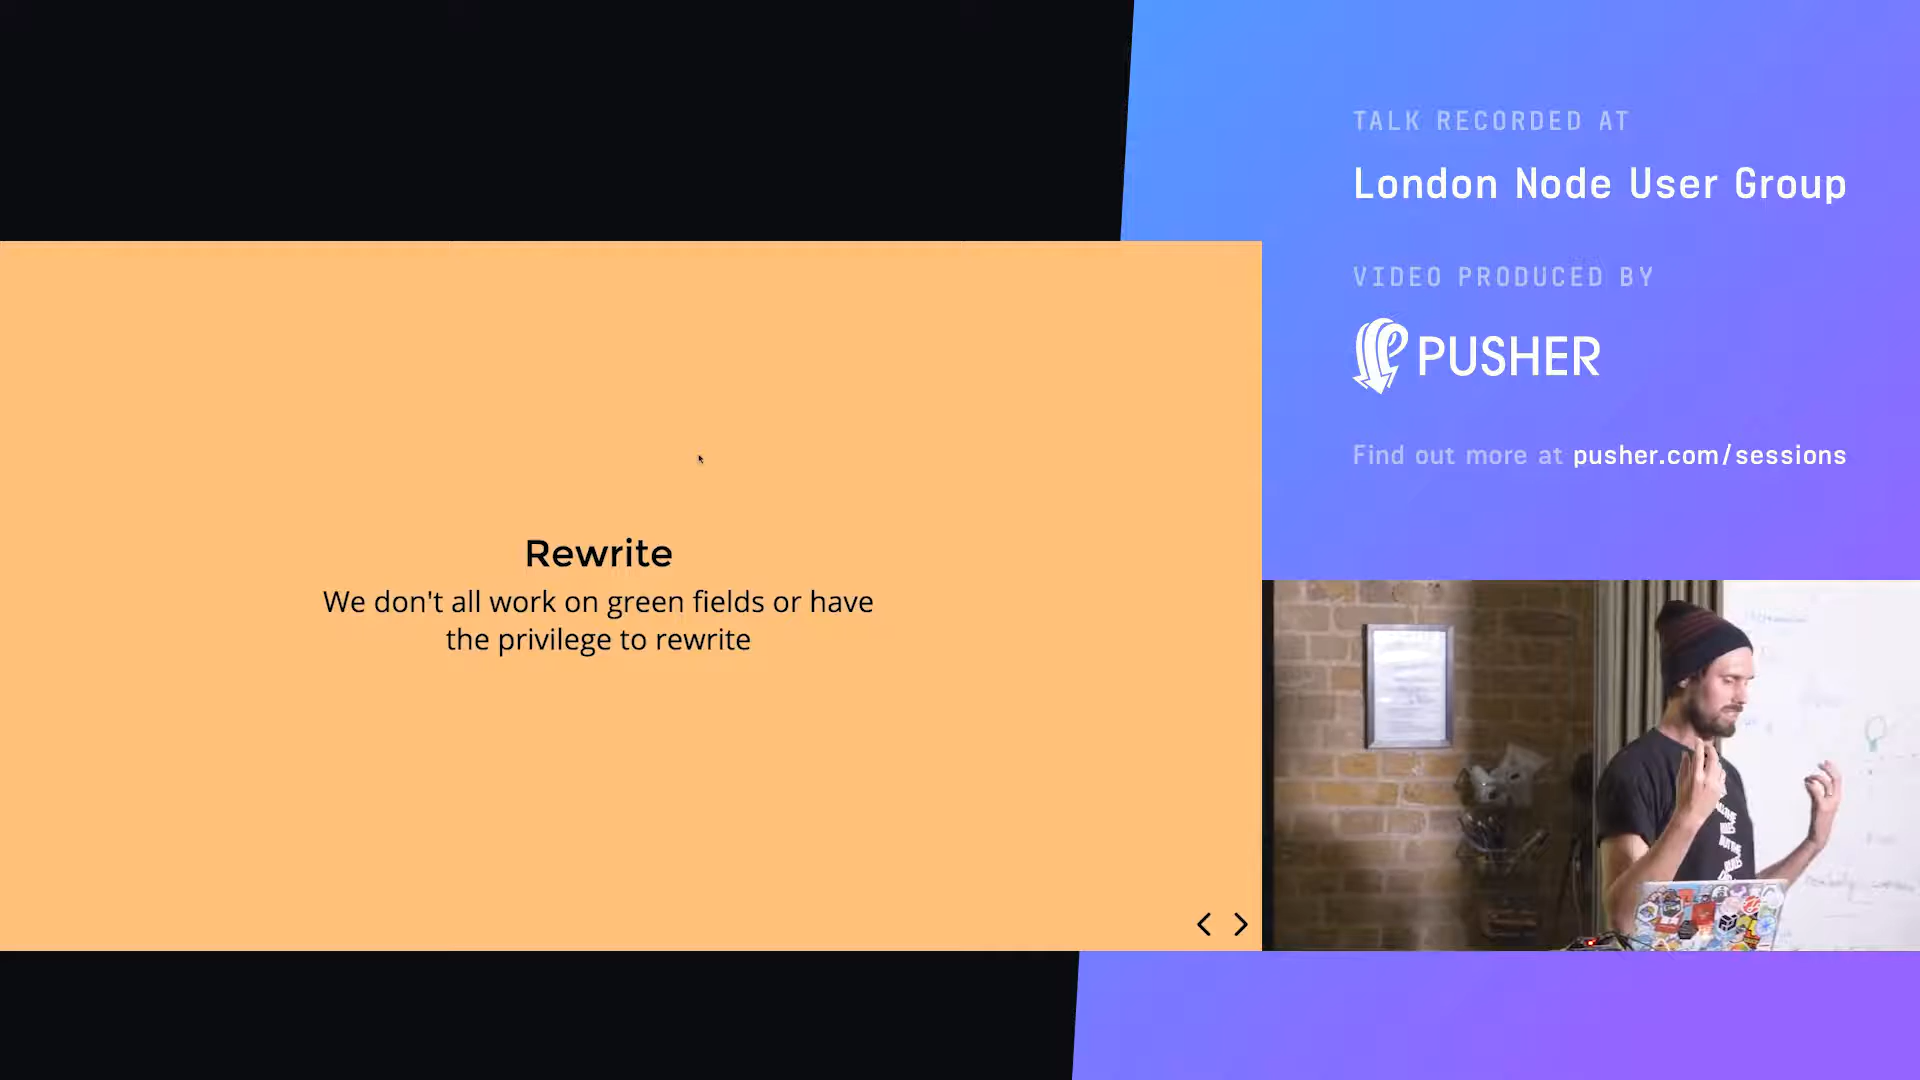 TALK RECORDED AT
London Node User Group
VIDEO PRODUCED BY
PUSHER
Find out more at pusher.com/sessions
Rewrite
We don't all work on green fields or have
the privilege to rewrite